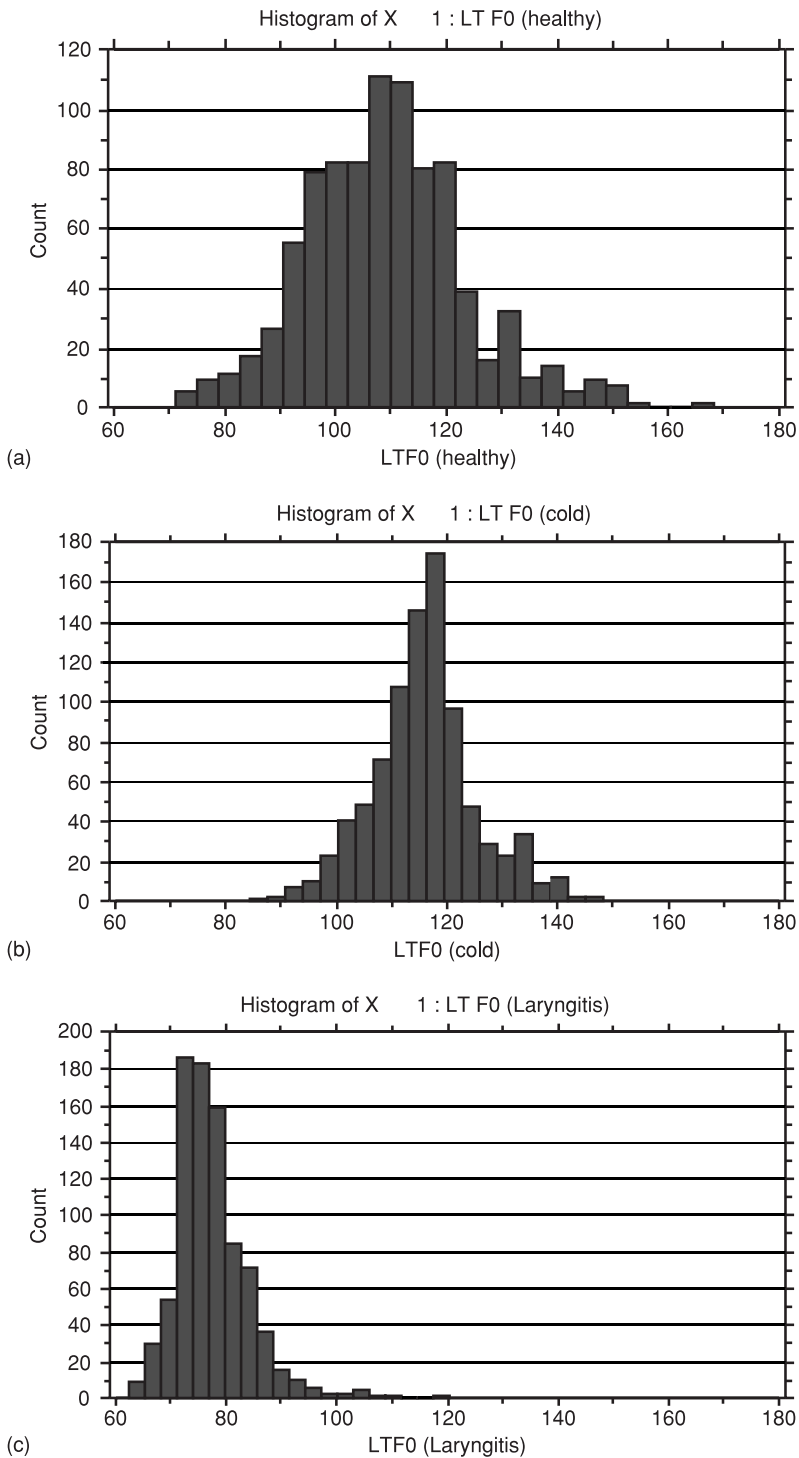 Histogram of X 1 : LT F0 (healthy)
120
100
80
60
40
20
0
Count
60 80 100 120 140 160 180
LTF0 (healthy)
(a)
Histogram of X 1 : LT F0 (cold)
180
160
140
120
100
80
60
40
20
0
Count
60 80 100 120 140 160 180
LTF0 (cold)
(b)
Histogram of X 1 : LT F0 (Laryngitis)
200
180
160
140
120
100
80
60
40
20
0
Count
60 80 100 120 140 160 180
LTF0 (Laryngitis)
(c)